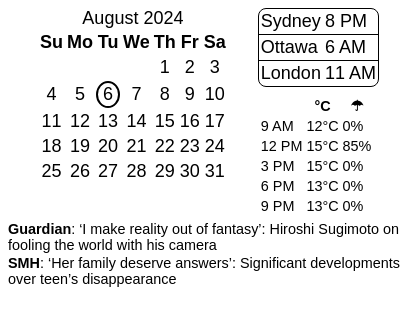 August 2024
Su Mo Tu We Th Fr Sa
1 2 3
4 5 6 7 8 9 10
11 12 13 14 15 16 17
18 19 20 21 22 23 24
25 26 27 28 29 30 31
Sydney 8 PM
Ottawa 6 AM
London 11 AM
°C ☂
9 AM 12°C 0%
12 PM 15°C 85%
3 PM 15°C 0%
6 PM 13°C 0%
9 PM 13°C 0%
Guardian: ‘I make reality out of fantasy’: Hiroshi Sugimoto on
fooling the world with his camera
SMH: ‘Her family deserve answers’: Significant developments
over teen’s disappearance